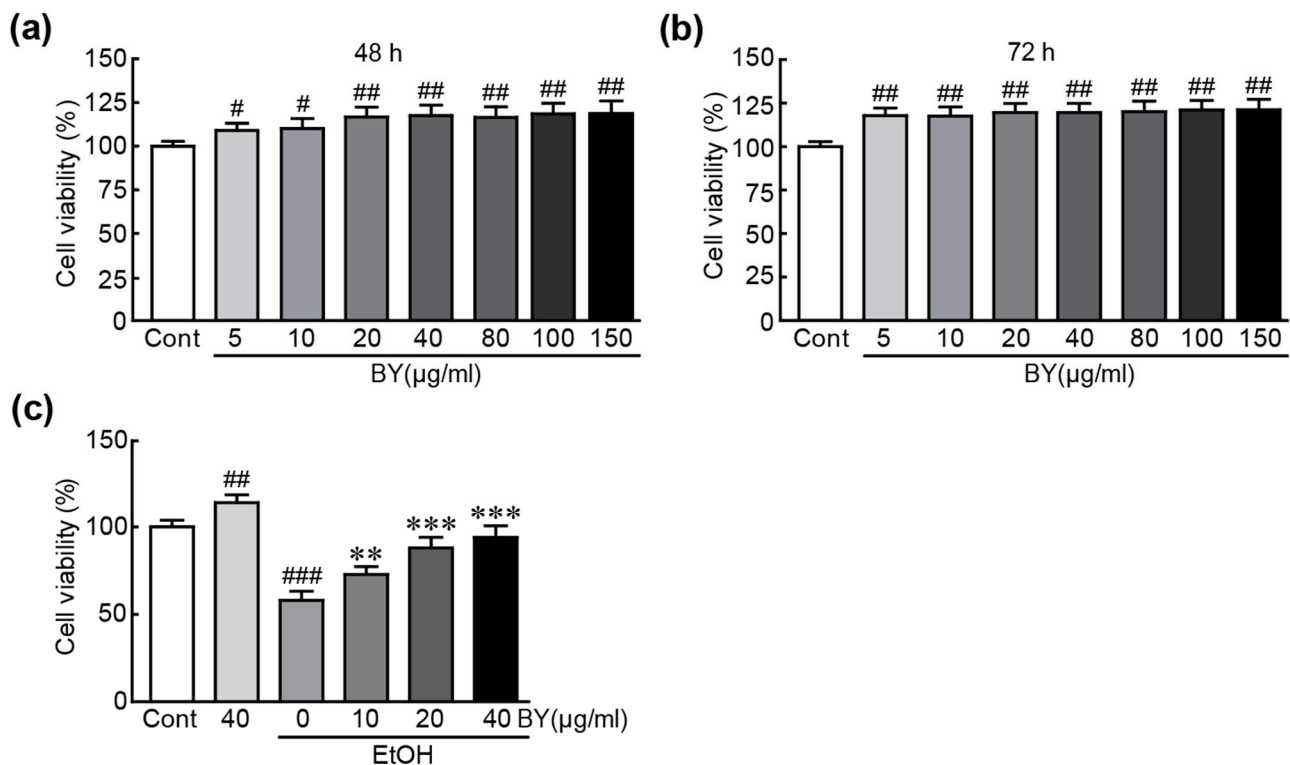 (a)
48 h
Cell viability (%)
150
125
100
75
50
25
0
# # ## ## ## ## ##
Cont 5 10 20 40 80 100 150
BY(µg/ml)
(b)
72 h
Cell viability (%)
150
125
100
75
50
25
0
## ## ## ## ## ## ##
Cont 5 10 20 40 80 100 150
BY(µg/ml)
(c)
Cell viability (%)
150
100
50
0
## ### ** *** ***
Cont 40 0 10 20 40 BY(µg/ml)
EtOH